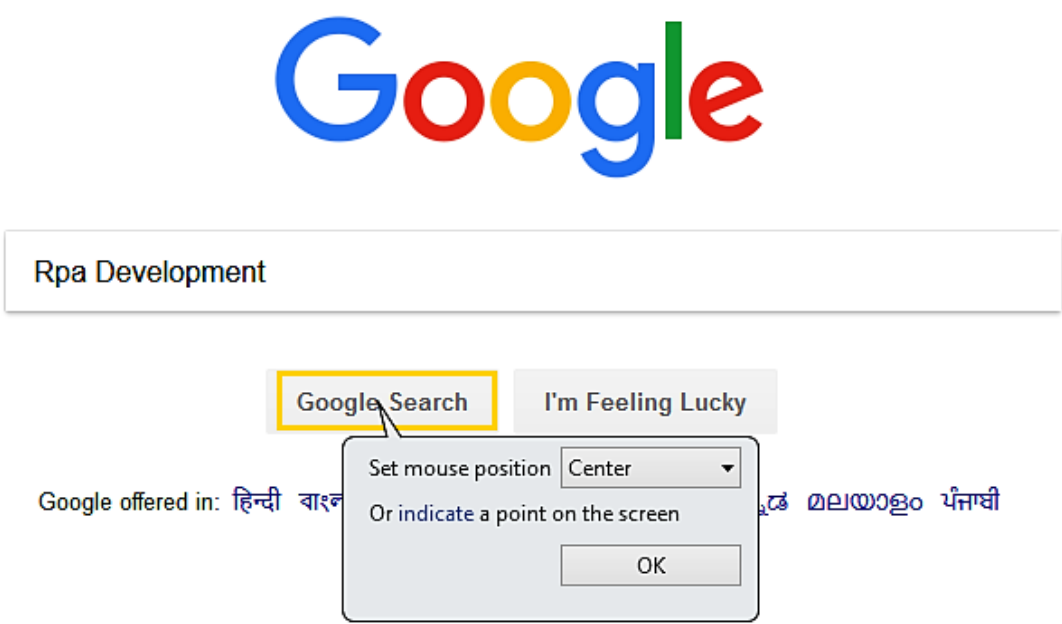 Google
Rpa Development
Google Search I'm Feeling Lucky
Set mouse position Center
Google offered in: हिन्दी മലയാളം ਪੰਜਾਬੀ
Or indicate a point on the screen
OK